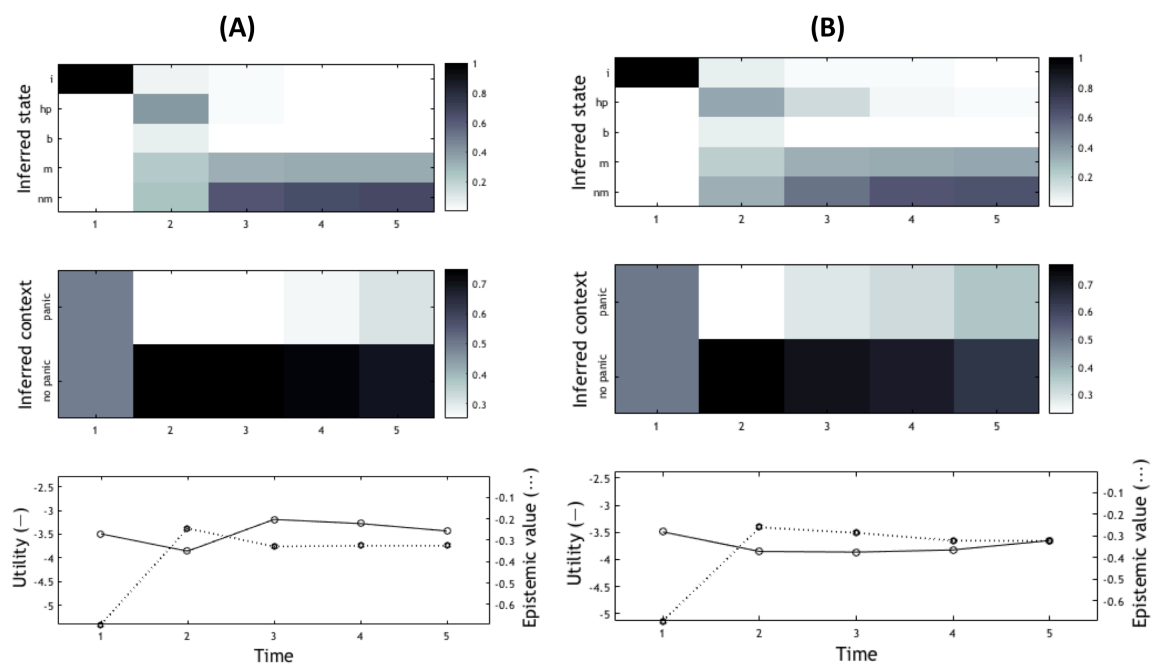 (A)
Inferred state
i
hp
b
m
nm
1 2 3 4 5
1
0.8
0.6
0.4
0.2
Inferred context
panic
no panic
1 2 3 4 5
0.7
0.6
0.5
0.4
0.3
Utility (—)
-2.5
-3
-3.5
-4
-4.5
-5
1 2 3 4 5
Time
-0.1
-0.2
-0.3
-0.4
-0.5
-0.6
Epistemic value (···)
(B)
Inferred state
i
hp
b
m
nm
1 2 3 4 5
1
0.8
0.6
0.4
0.2
Inferred context
panic
no panic
1 2 3 4 5
0.7
0.6
0.5
0.4
0.3
Utility (—)
-2.5
-3
-3.5
-4
-4.5
-5
1 2 3 4 5
Time
-0.1
-0.2
-0.3
-0.4
-0.5
-0.6
Epistemic value (···)